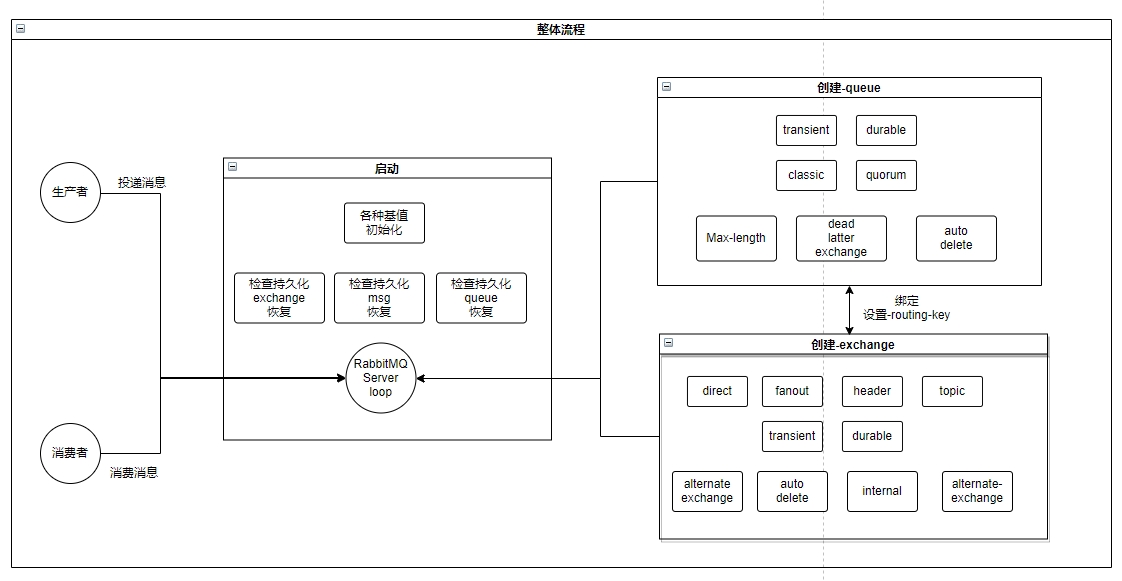 整体流程
创建-queue
transient
durable
classic
quorum
Max-length
dead
latter
exchange
auto
delete
生产者
投递消息
启动
各种基值
初始化
检查持久化
exchange
恢复
检查持久化
msg
恢复
检查持久化
queue
恢复
RabbitMQ
Server
loop
绑定
设置-routing-key
创建-exchange
direct
fanout
header
topic
transient
durable
alternate
exchange
auto
delete
internal
alternate-
exchange
消费者
消费消息